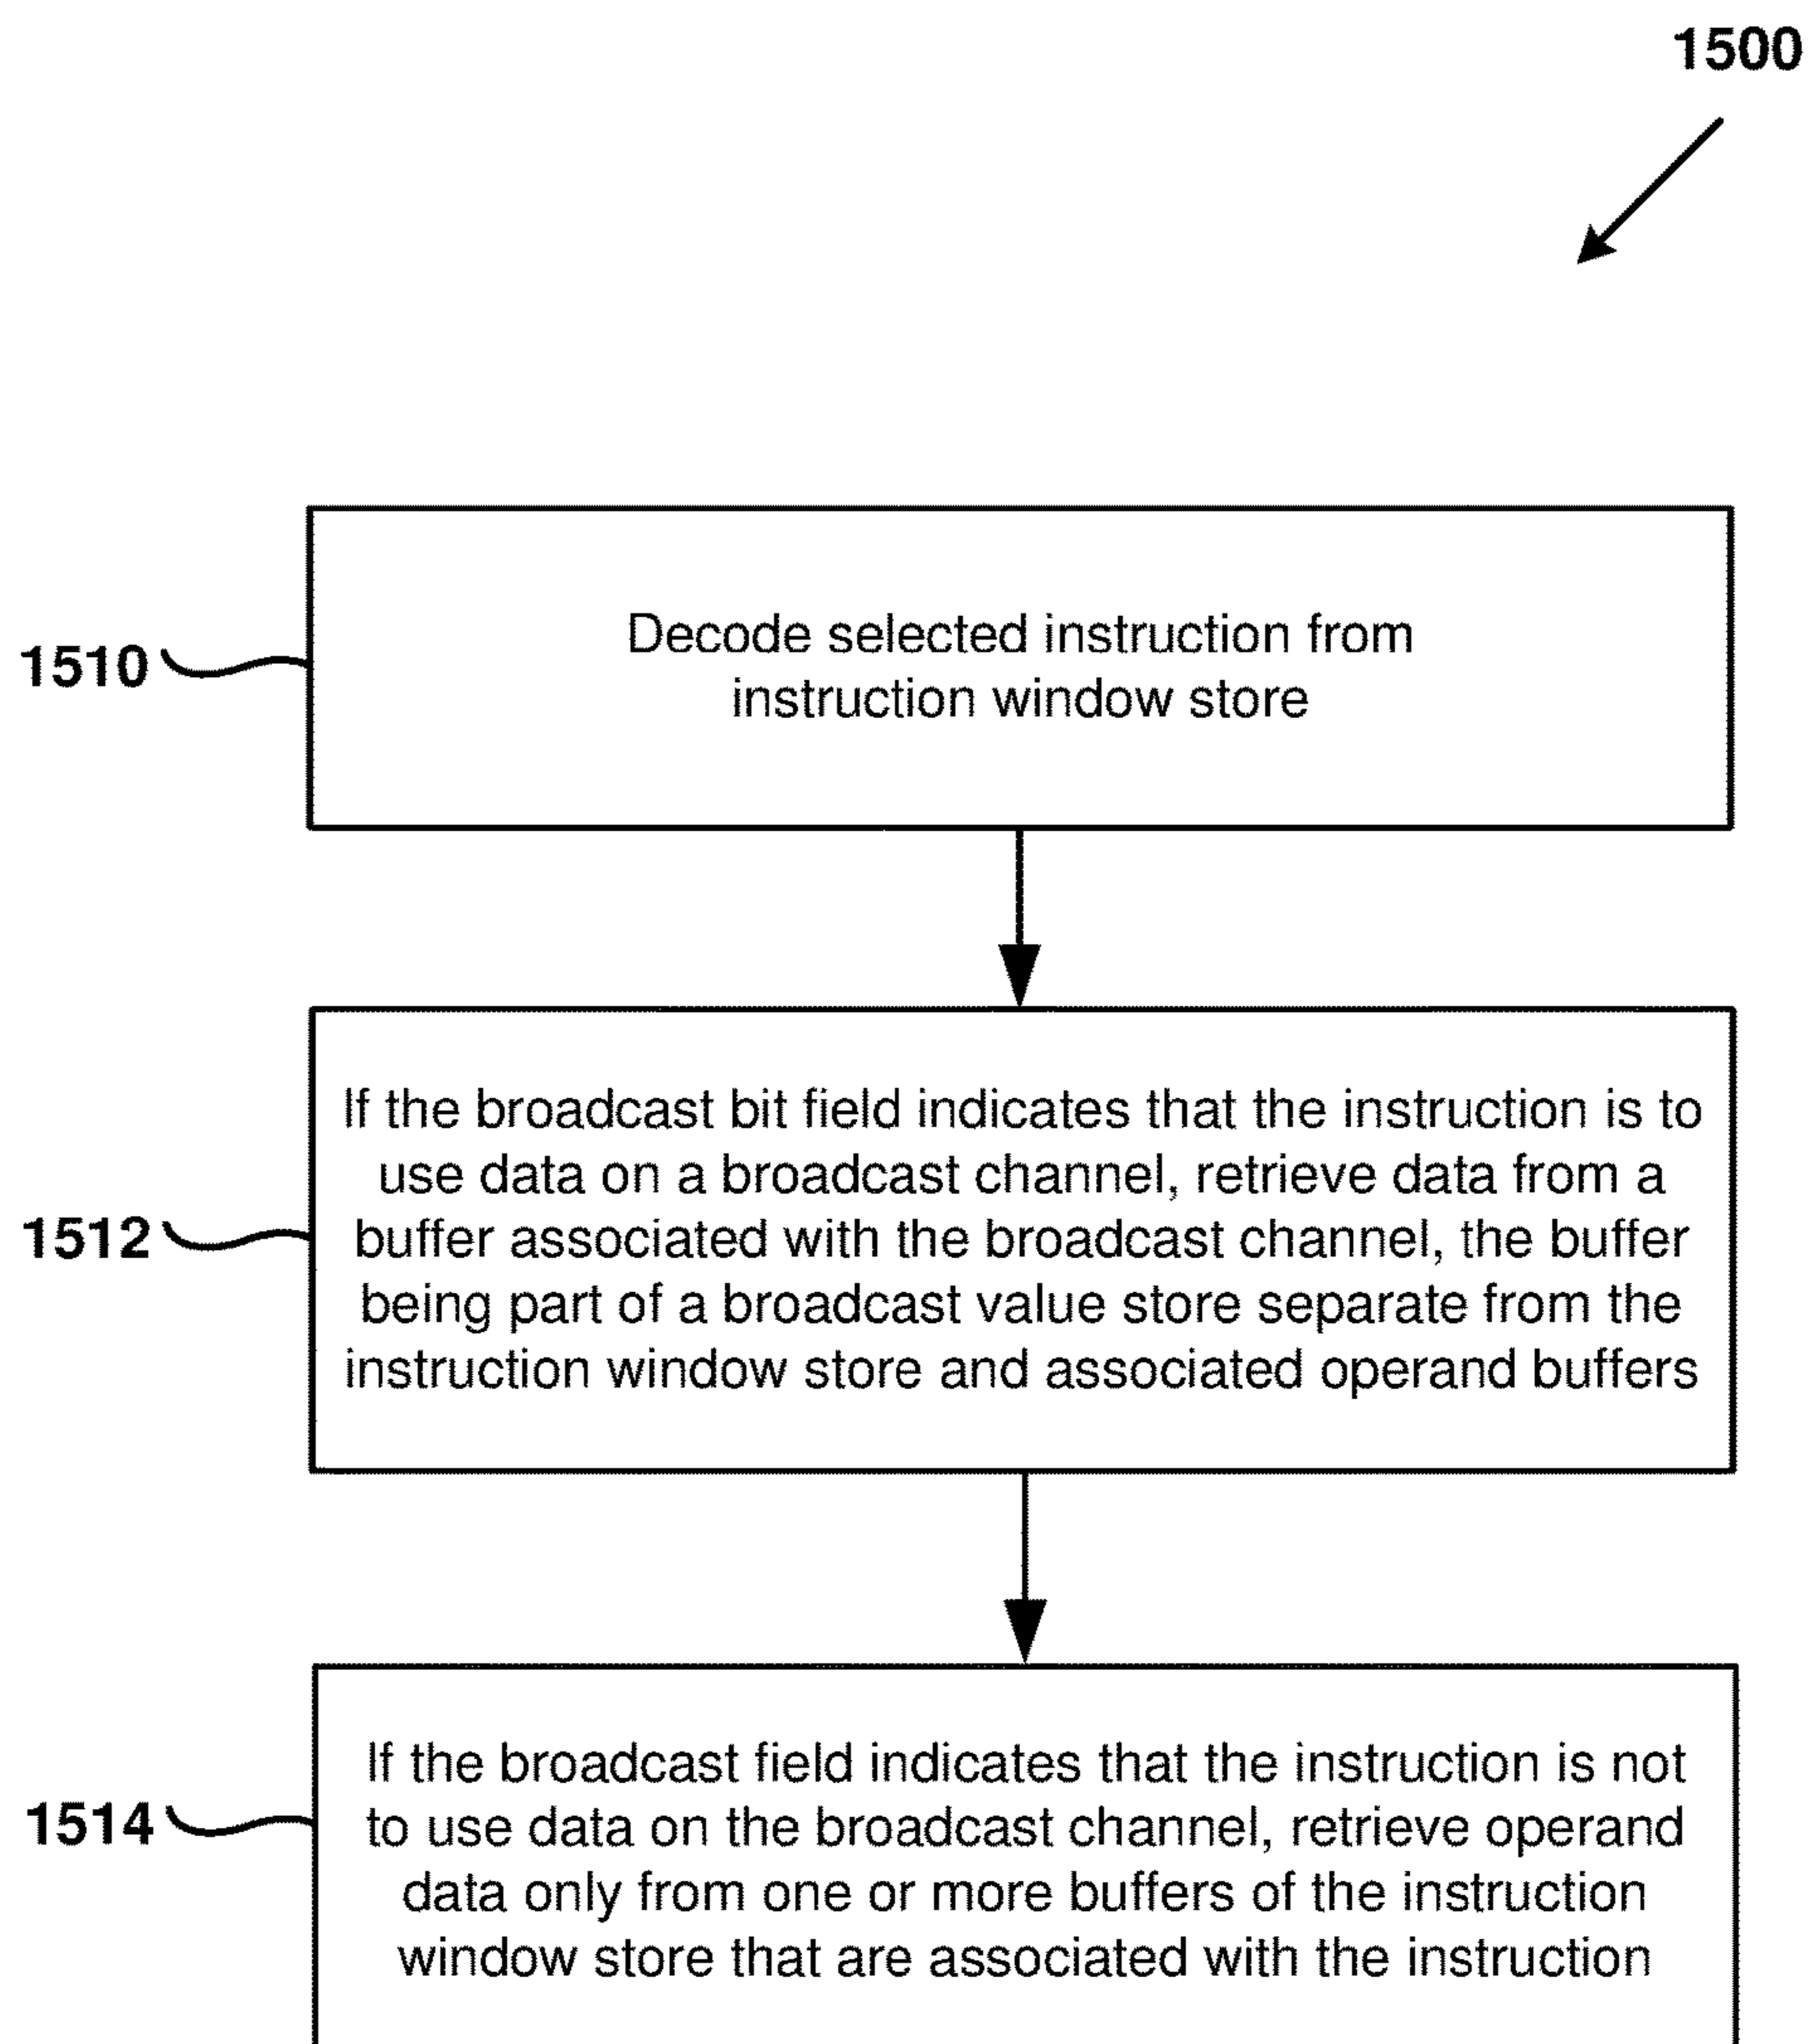 1500
1510
Decode selected instruction from
instruction window store
1512
If the broadcast bit field indicates that the instruction is to
use data on a broadcast channel, retrieve data from a
buffer associated with the broadcast channel, the buffer
being part of a broadcast value store separate from the
instruction window store and associated operand buffers
1514
If the broadcast field indicates that the instruction is not
to use data on the broadcast channel, retrieve operand
data only from one or more buffers of the instruction
window store that are associated with the instruction